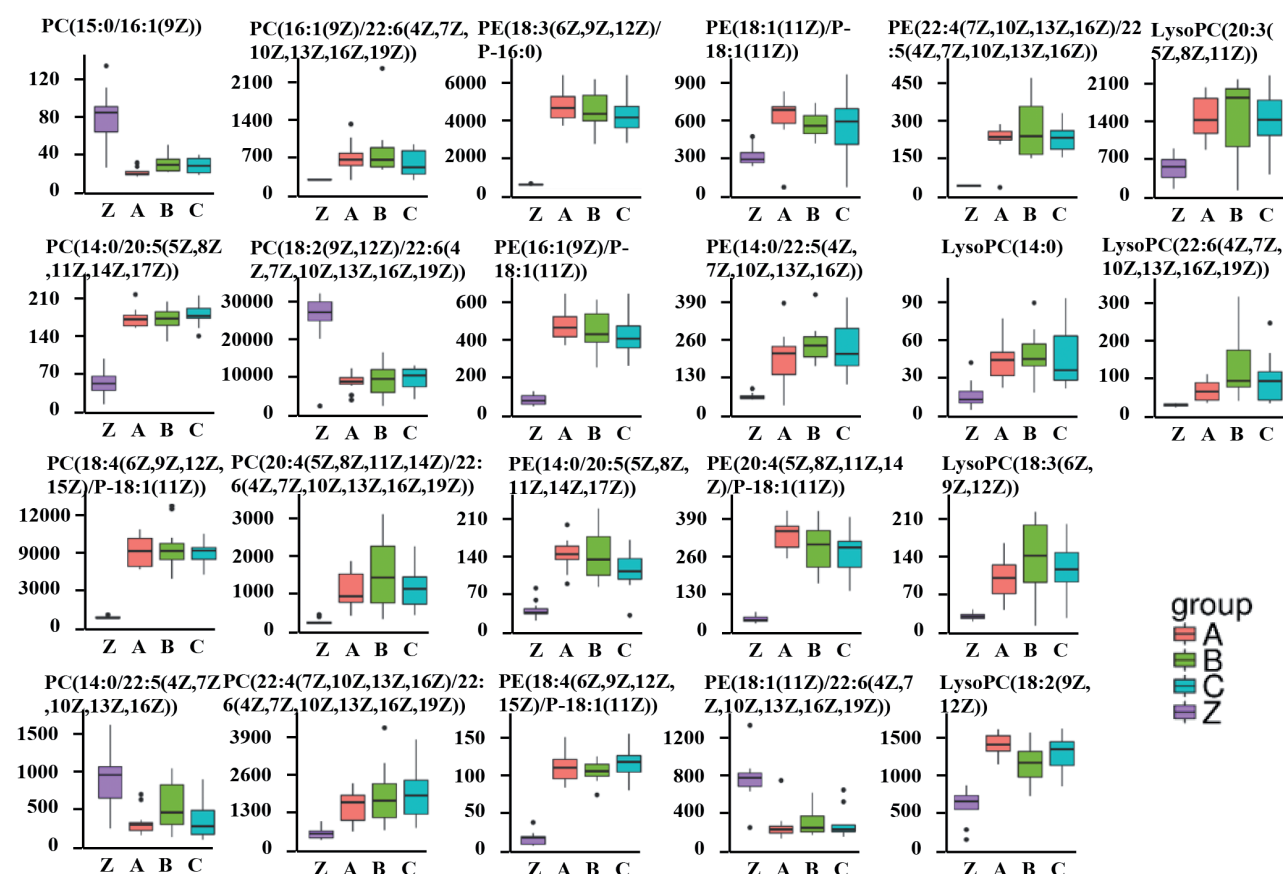 PC(15:0/16:1(9Z))
120
80
40
0
Z A B C
PC(16:1(9Z)/22:6(4Z,7Z,
10Z,13Z,16Z,19Z))
2100
1400
700
0
Z A B C
PE(18:3(6Z,9Z,12Z)/
P-16:0)
6000
4000
2000
0
Z A B C
PE(18:1(11Z)/P-
18:1(11Z))
900
600
300
0
Z A B C
PE(22:4(7Z,10Z,13Z,16Z)/22
:5(4Z,7Z,10Z,13Z,16Z))
450
300
150
0
Z A B C
LysoPC(20:3(
5Z,8Z,11Z))
2100
1400
700
0
Z A B C
PC(14:0/20:5(5Z,8Z
,11Z,14Z,17Z))
210
140
70
0
Z A B C
PC(18:2(9Z,12Z)/22:6(4
Z,7Z,10Z,13Z,16Z,19Z))
30000
20000
10000
0
Z A B C
PE(16:1(9Z)/P-
18:1(11Z))
600
400
200
0
Z A B C
PE(14:0/22:5(4Z,
7Z,10Z,13Z,16Z))
390
260
130
0
Z A B C
LysoPC(14:0)
90
60
30
0
Z A B C
LysoPC(22:6(4Z,7Z,
10Z,13Z,16Z,19Z))
300
200
100
0
Z A B C
PC(18:4(6Z,9Z,12Z,
15Z)/P-18:1(11Z))
12000
9000
3000
0
Z A B C
PC(20:4(5Z,8Z,11Z,14Z)/22:
6(4Z,7Z,10Z,13Z,16Z,19Z))
3000
2000
1000
0
Z A B C
PE(14:0/20:5(5Z,8Z,
11Z,14Z,17Z))
210
140
70
0
Z A B C
PE(20:4(5Z,8Z,11Z,14
Z)/P-18:1(11Z))
390
260
130
0
Z A B C
LysoPC(18:3(6Z,
9Z,12Z))
210
140
70
0
Z A B C
group
A
B
C
Z
PC(14:0/22:5(4Z,7Z
,10Z,13Z,16Z))
1500
1000
500
0
Z A B C
PC(22:4(7Z,10Z,13Z,16Z)/22:
6(4Z,7Z,10Z,13Z,16Z,19Z))
3900
2600
1300
0
Z A B C
PE(18:4(6Z,9Z,12Z,
15Z)/P-18:1(11Z))
150
100
50
0
Z A B C
PE(18:1(11Z)/22:6(4Z,7
Z,10Z,13Z,16Z,19Z))
1200
800
400
0
Z A B C
LysoPC(18:2(9Z,
12Z))
1500
1000
500
0
Z A B C